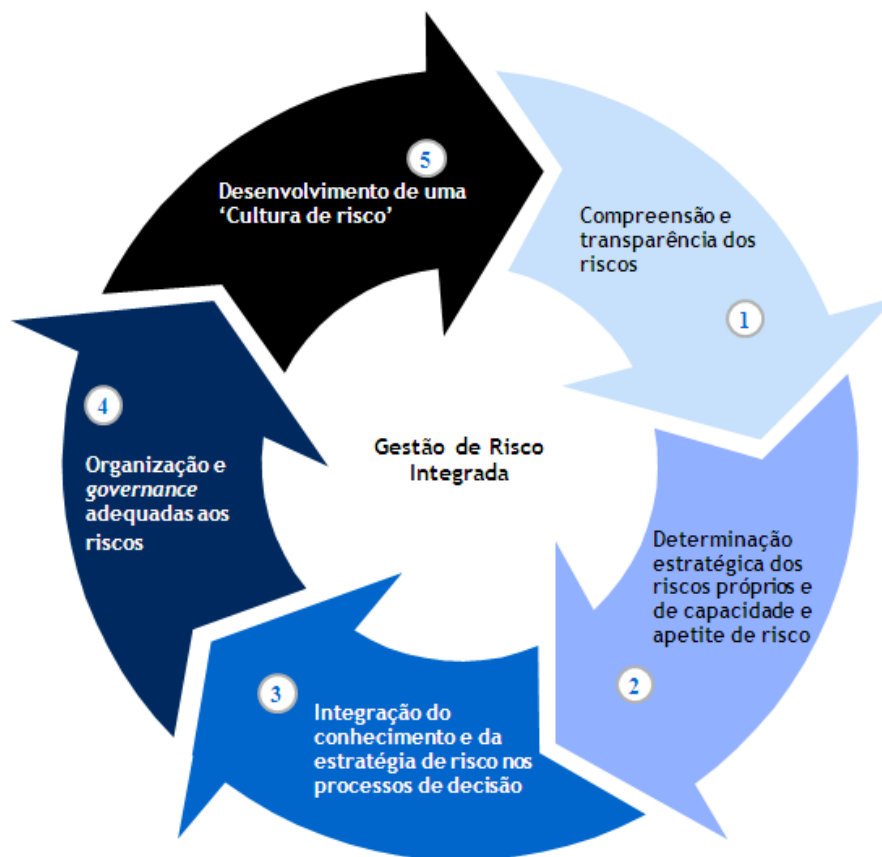 5
Desenvolvimento de uma
‘Cultura de risco’
Compreensão e
transparência dos
riscos
1
4
Organização e
governance
adequadas aos
riscos
Gestão de Risco
Integrada
Determinação
estratégica dos
riscos próprios e
de capacidade e
apetite de risco
2
3
Integração do
conhecimento e da
estratégia de risco nos
processos de decisão